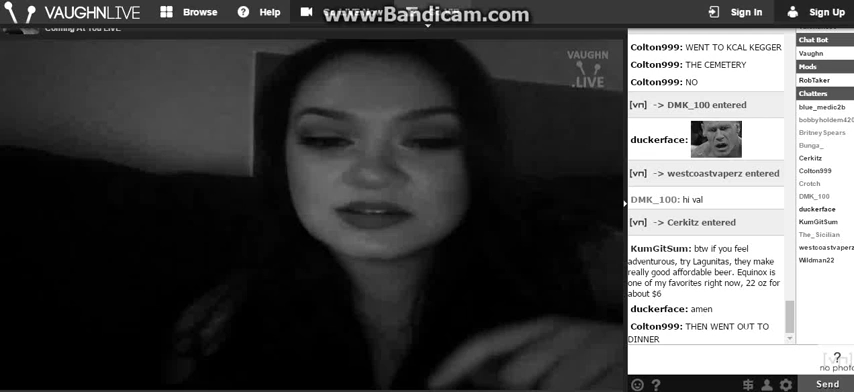 VAUGHNLIVE
Browse
Help
www.Bandicam.com
Sign In
Sign Up
Coming At You LIVE
VAUGHN
.LIVE
Colton999: WENT TO KCAL KEGGER
Colton999: THE CEMETERY
Colton999: NO
[vn] -> DMK_100 entered
duckerface:
[vn] -> westcoastvaperz entered
DMK_100: hi val
[vn] -> Cerkitz entered
KumGitSum: btw if you feel
adventurous, try Lagunitas, they make
really good affordable beer. Equinox is
one of my favorites right now, 22 oz for
about $6
duckerface: amen
Colton999: THEN WENT OUT TO
DINNER
Chat Bot
Vaughn
Mods
RobTaker
Chatters
blue_medic2b
bobbyholdem420
BritneySpears
Bunga_
Cerkitz
Colton999
Crotch
DMK_100
duckerface
KumGitSum
The_Sicilian
westcoastvaperz
Wildman22
?
[vn]
no photo
?
Send